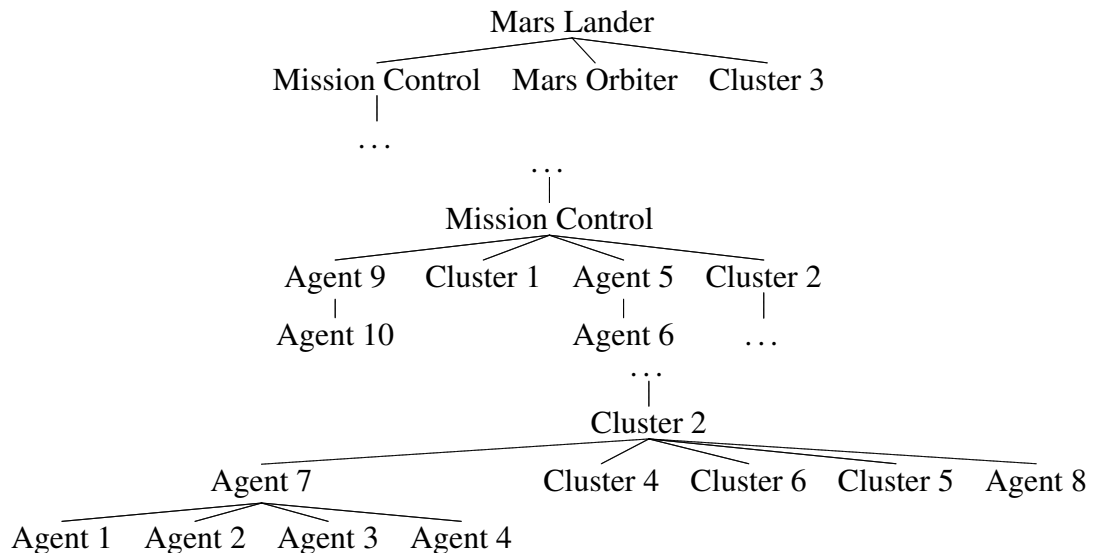 Mars Lander
Mission Control Mars Orbiter Cluster 3
...
...
Mission Control
Agent 9 Cluster 1 Agent 5 Cluster 2
Agent 10 Agent 6 ...
...
Cluster 2
Agent 7 Cluster 4 Cluster 6 Cluster 5 Agent 8
Agent 1 Agent 2 Agent 3 Agent 4